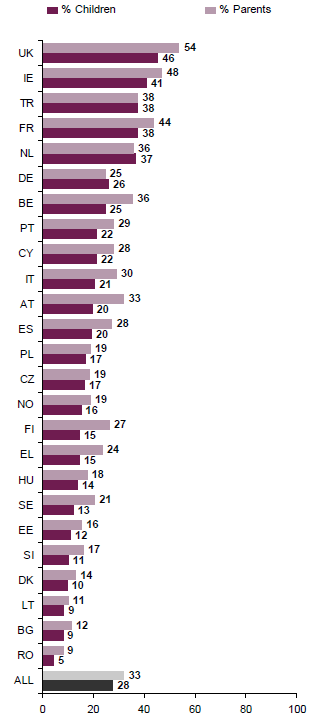 % Children % Parents
UK 54
46
IE 48
41
TR 38
38
FR 44
38
NL 36
37
DE 25
26
BE 36
25
PT 29
22
CY 28
22
IT 30
21
AT 33
20
ES 28
20
PL 19
17
CZ 19
17
NO 19
16
FI 27
15
EL 24
15
HU 18
14
SE 21
13
EE 16
12
SI 17
11
DK 14
10
LT 11
9
BG 12
9
RO 9
5
ALL 33
28
0 20 40 60 80 100